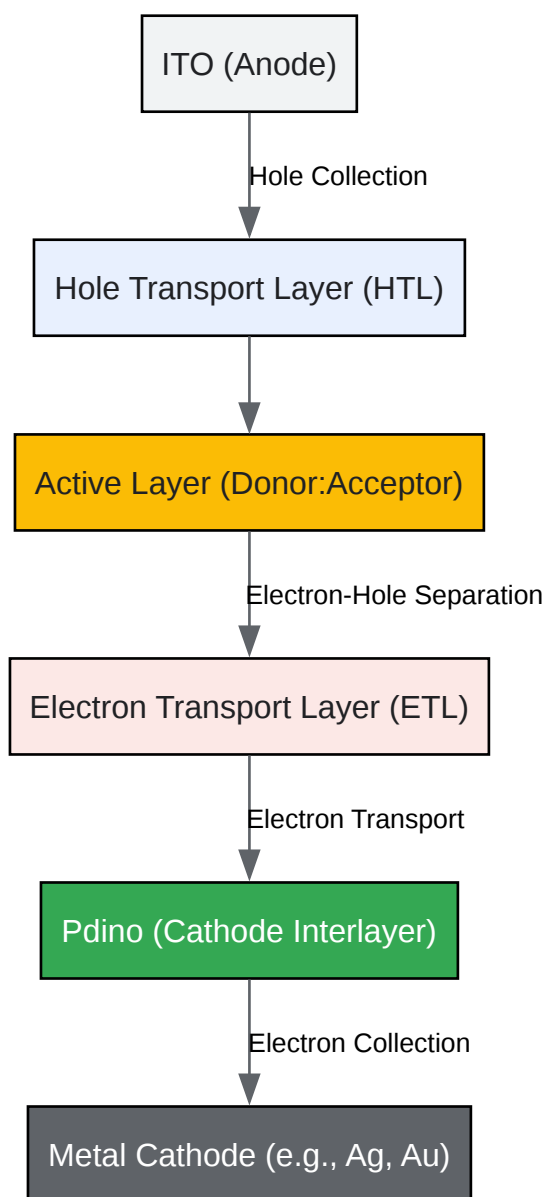 ITO (Anode)
Hole Collection
Hole Transport Layer (HTL)
Active Layer (Donor:Acceptor)
Electron-Hole Separation
Electron Transport Layer (ETL)
Electron Transport
Pdino (Cathode Interlayer)
Electron Collection
Metal Cathode (e.g., Ag, Au)